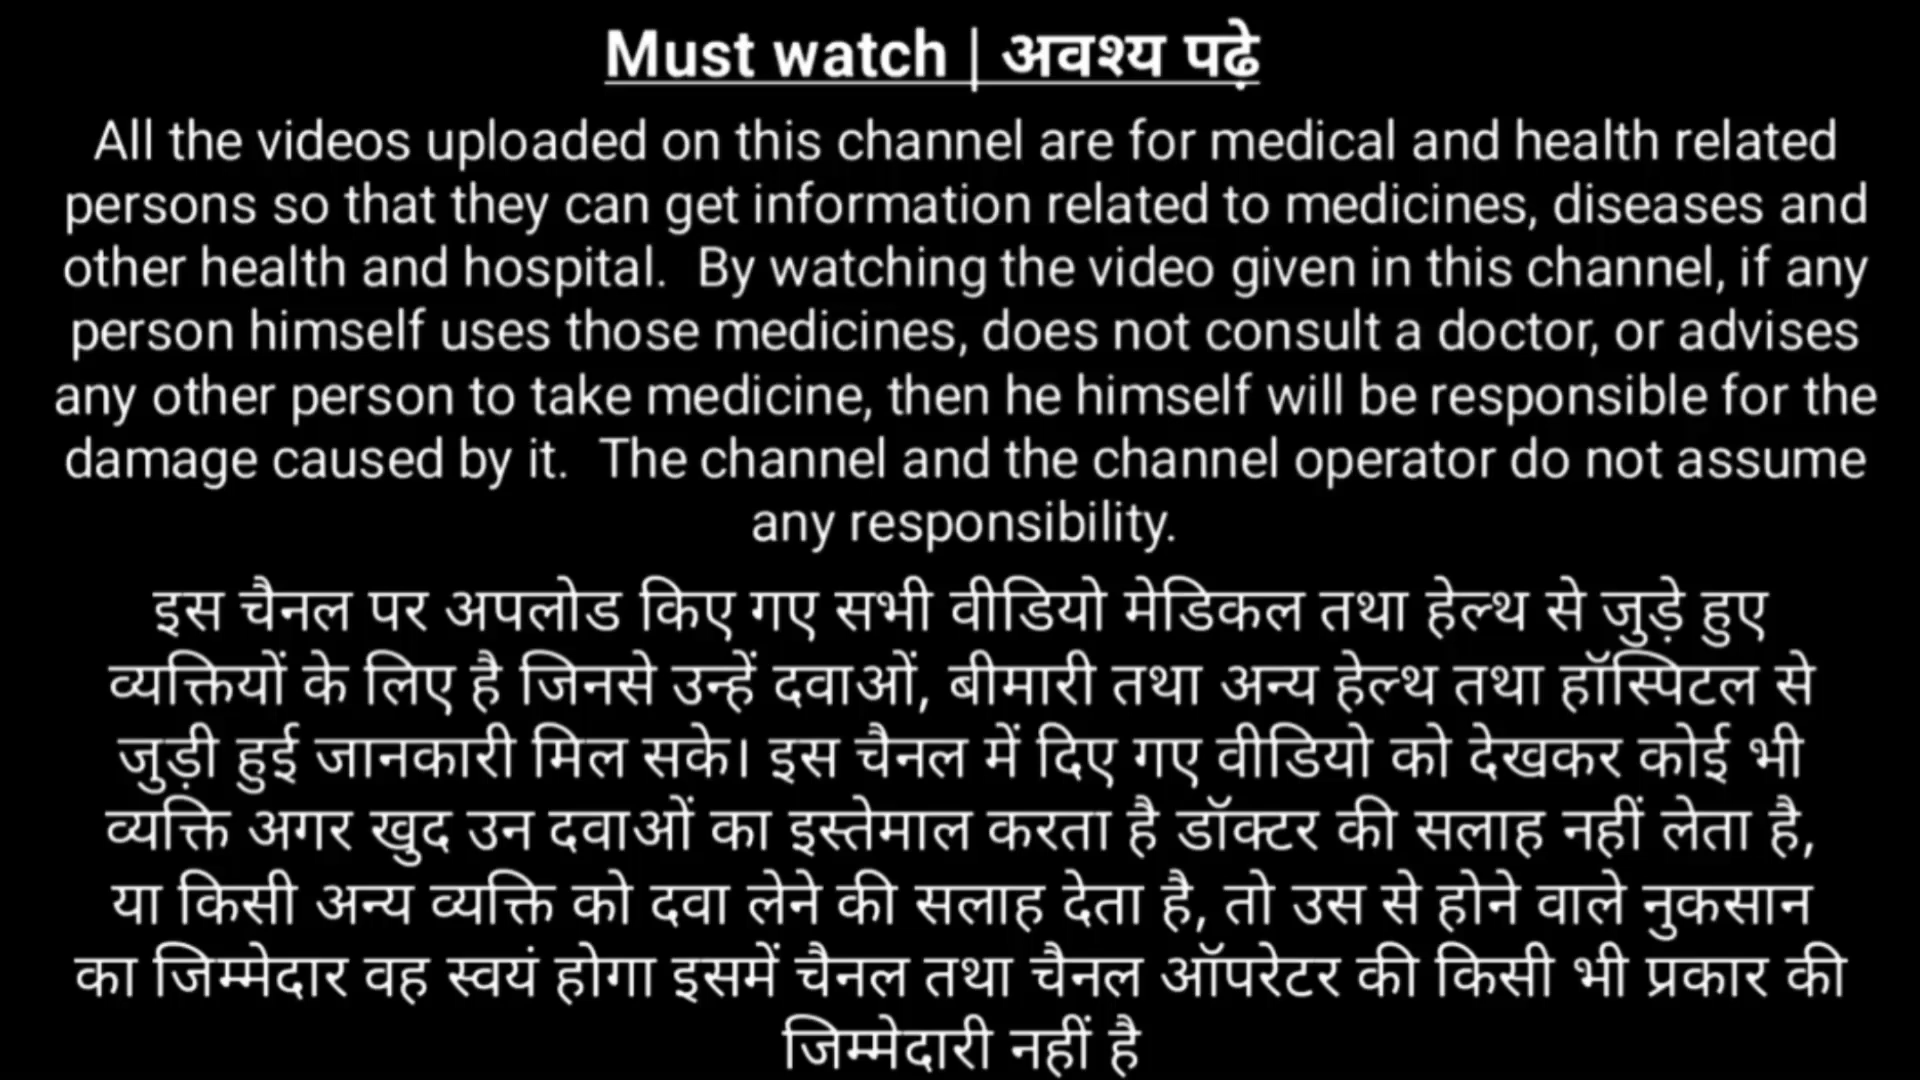 Must watch | अवश्य पढ़े
All the videos uploaded on this channel are for medical and health related
persons so that they can get information related to medicines, diseases and
other health and hospital.  By watching the video given in this channel, if any
person himself uses those medicines, does not consult a doctor, or advises
any other person to take medicine, then he himself will be responsible for the
damage caused by it.  The channel and the channel operator do not assume
any responsibility.
इस चैनल पर अपलोड किए गए सभी वीडियो मेडिकल तथा हेल्थ से जुड़े हुए
व्यक्तियों के लिए है जिनसे उन्हें दवाओं, बीमारी तथा अन्य हेल्थ तथा हॉस्पिटल से
जुड़ी हुई जानकारी मिल सके। इस चैनल में दिए गए वीडियो को देखकर कोई भी
व्यक्ति अगर खुद उन दवाओं का इस्तेमाल करता है डॉक्टर की सलाह नहीं लेता है,
या किसी अन्य व्यक्ति को दवा लेने की सलाह देता है, तो उस से होने वाले नुकसान
का जिम्मेदार वह स्वयं होगा इसमें चैनल तथा चैनल ऑपरेटर की किसी भी प्रकार की
जिम्मेदारी नहीं है